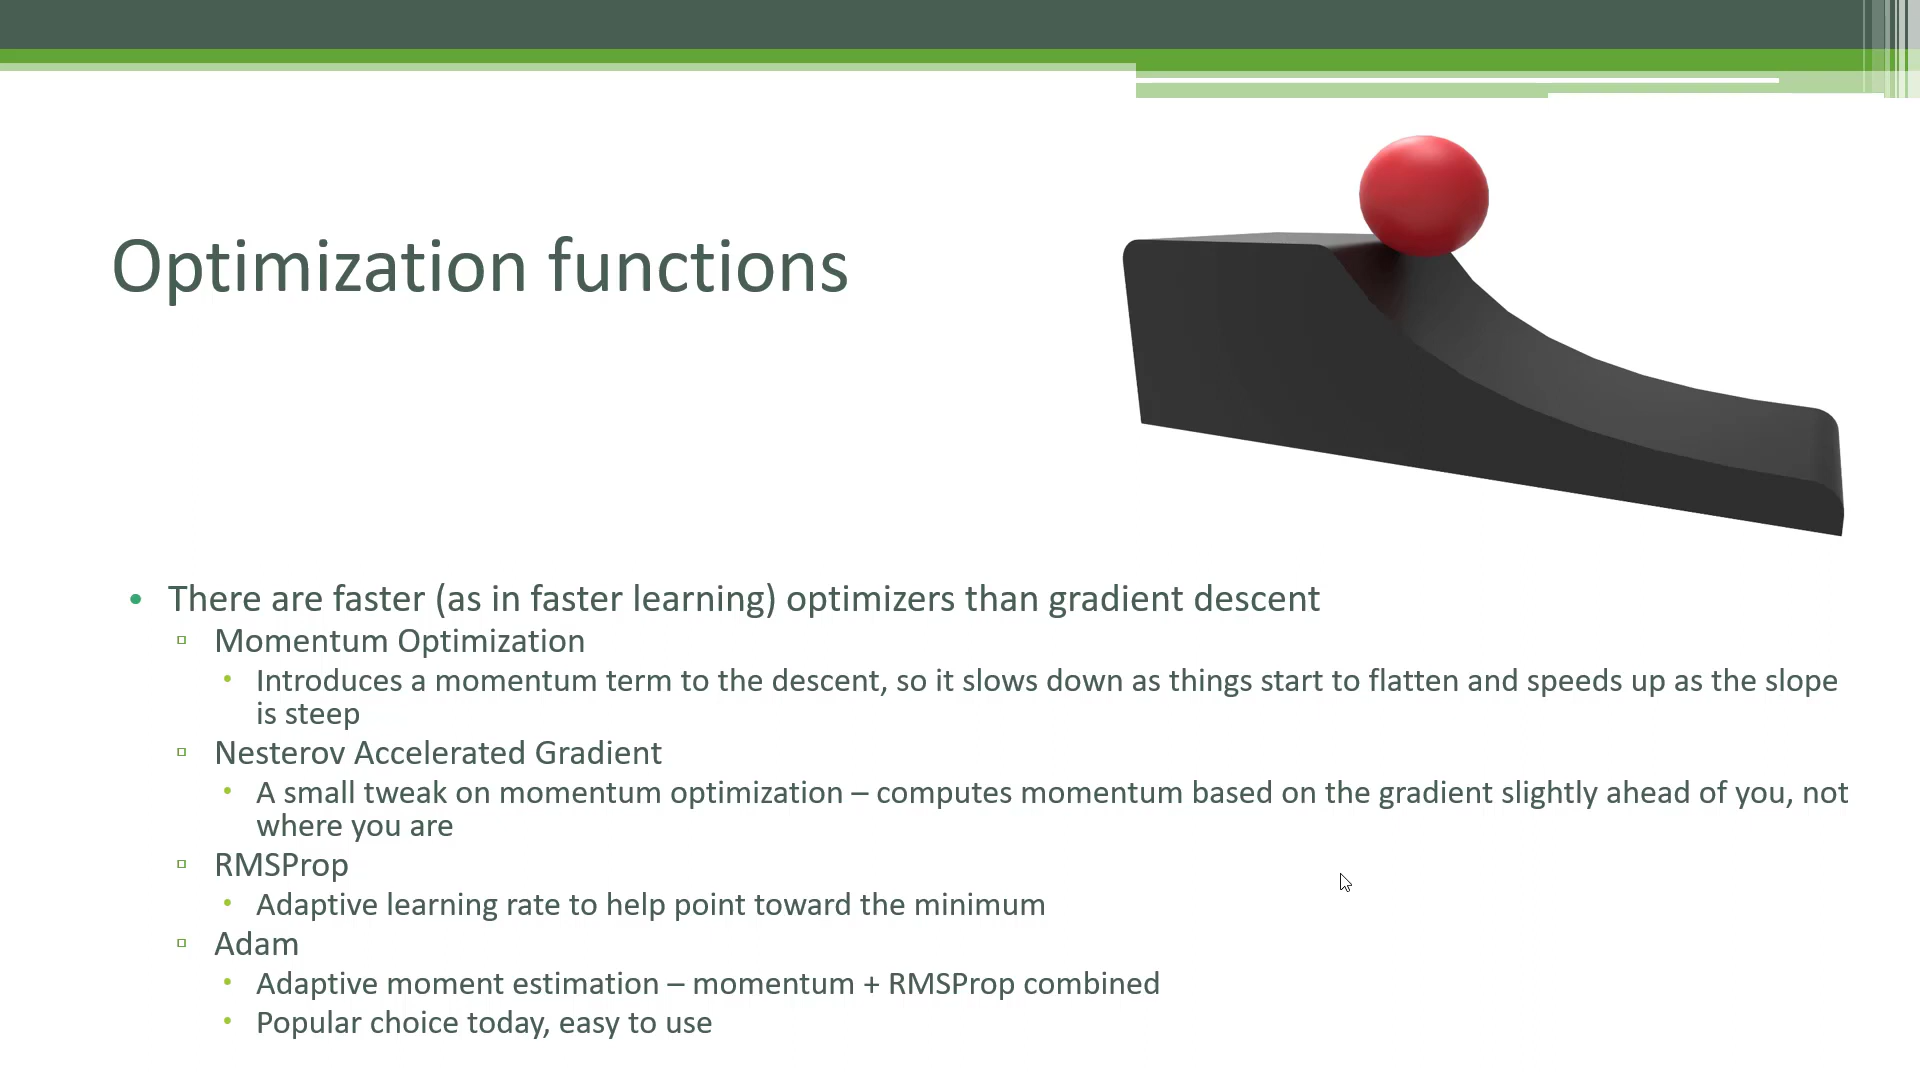 Optimization functions
• There are faster (as in faster learning) optimizers than gradient descent
▫ Momentum Optimization
• Introduces a momentum term to the descent, so it slows down as things start to flatten and speeds up as the slope
is steep
▫ Nesterov Accelerated Gradient
• A small tweak on momentum optimization – computes momentum based on the gradient slightly ahead of you, not
where you are
▫ RMSProp
• Adaptive learning rate to help point toward the minimum
▫ Adam
• Adaptive moment estimation – momentum + RMSProp combined
• Popular choice today, easy to use